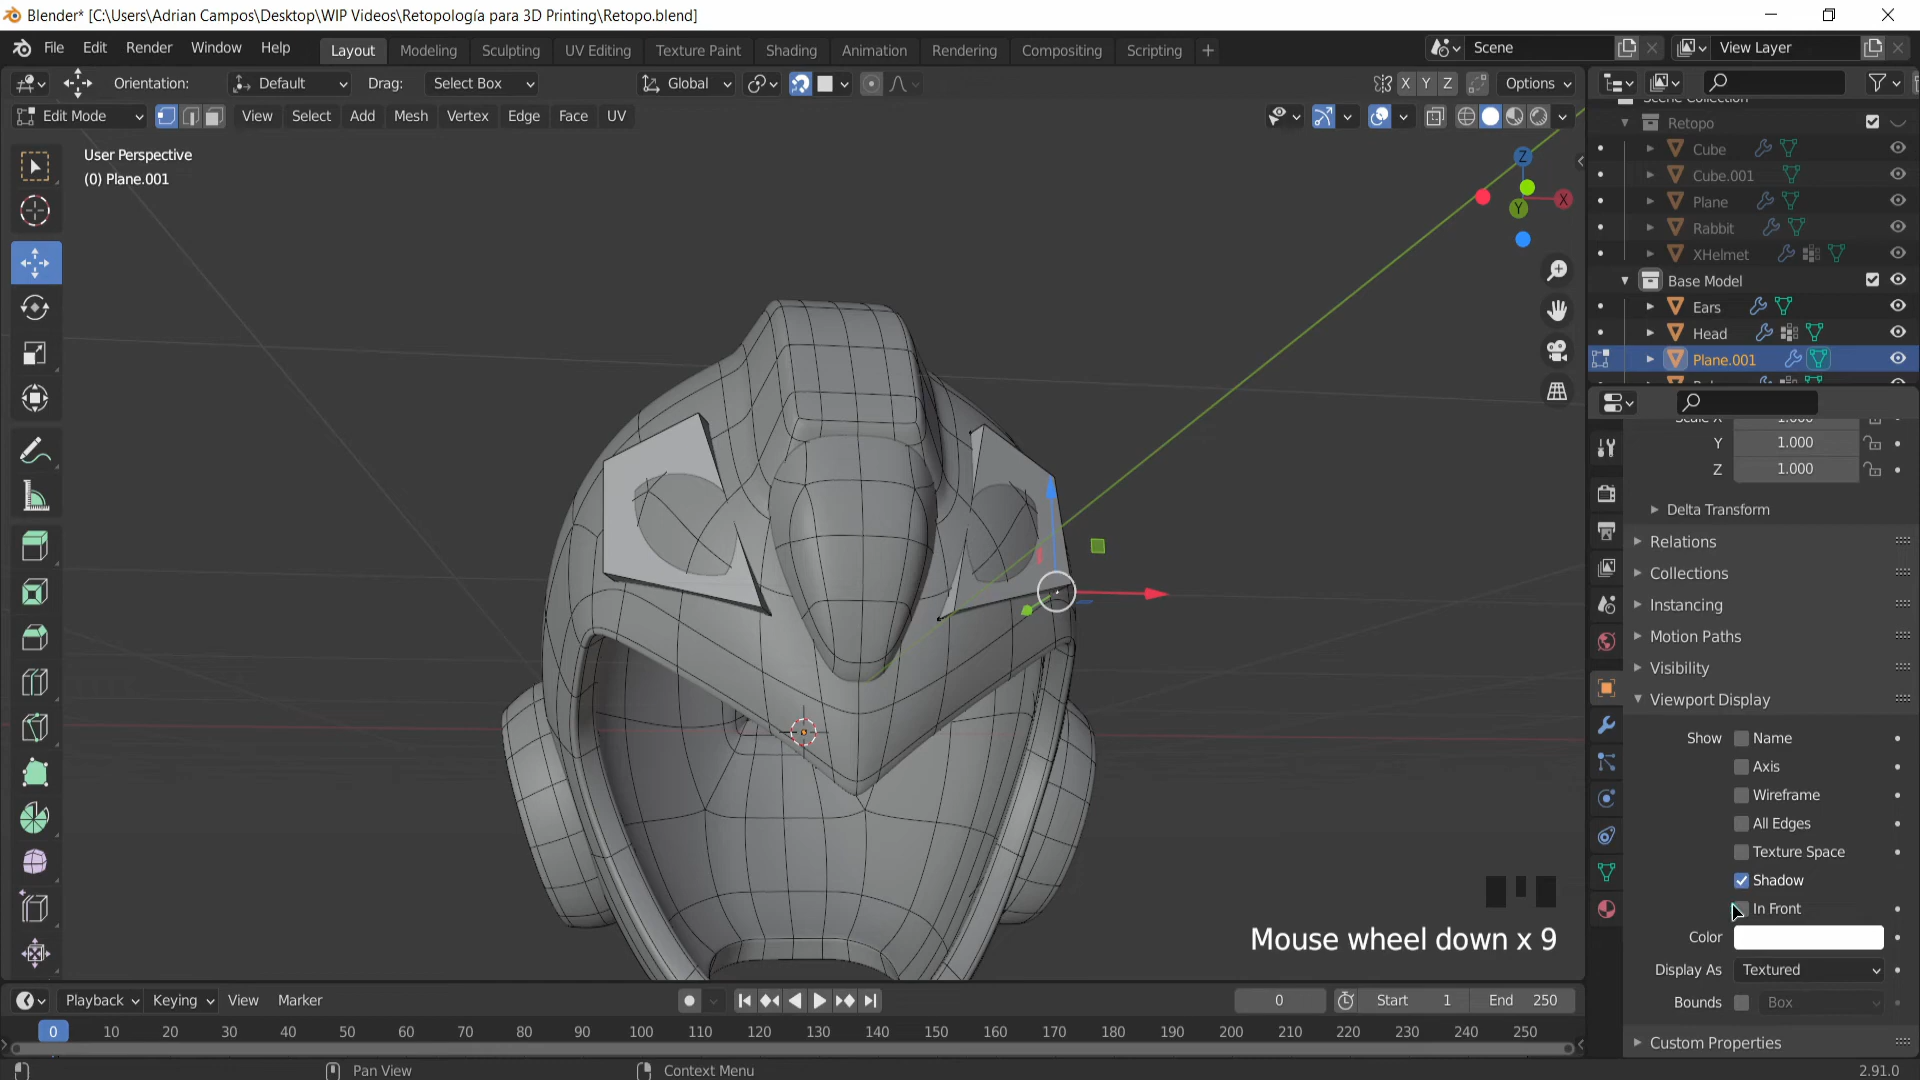 Blender* [C:\Users\Adrian Campos\Desktop\WIP Videos\Retopología para 3D Printing\Retopo.blend]
File Edit Render Window Help Layout Modeling Sculpting UV Editing Texture Paint Shading Animation Rendering Compositing Scripting + Scene View Layer
Orientation: Default Drag: Select Box Global X Y Z Options
Edit Mode View Select Add Mesh Vertex Edge Face UV
User Perspective
(0) Plane.001
Z
X
Y
Scene Collection
Retopo
Cube
Cube.001
Plane
Rabbit
XHelmet
Base Model
Ears
Head
Plane.001
Y 1.000
Z 1.000
Delta Transform
Relations
Collections
Instancing
Motion Paths
Visibility
Viewport Display
Show Name
Axis
Wireframe
All Edges
Texture Space
Shadow
In Front
Color
Display As Textured
Bounds Box
Custom Properties
Mouse wheel down x 9
Playback Keying View Marker 0 Start 1 End 250
0 10 20 30 40 50 60 70 80 90 100 110 120 130 140 150 160 170 180 190 200 210 220 230 240 250
Pan View Context Menu 2.91.0